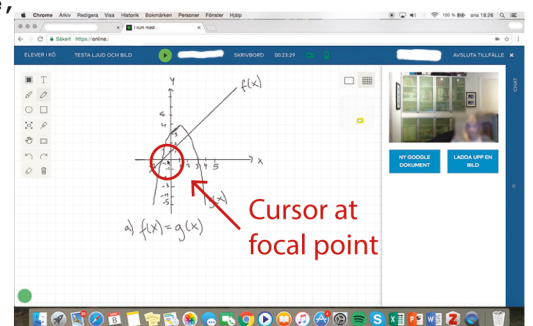 e,
Chrome Arkiv Redigera Visa Historik Bokmärken Personer Fönster Hjälp
100 % ons 18:26
I rum med
Säkert https://online.
ELEVER I KÖ TESTA LJUD OCH BILD SKRIVBORD 00:23:29 AVSLUTA TILLFÄLLE ×
CHAT
T
y
f(x)
x
g(x)
a) f(x) = g(x)
NY GOOGLE DOKUMENT
LADDA UPP EN BILD
Cursor at
focal point